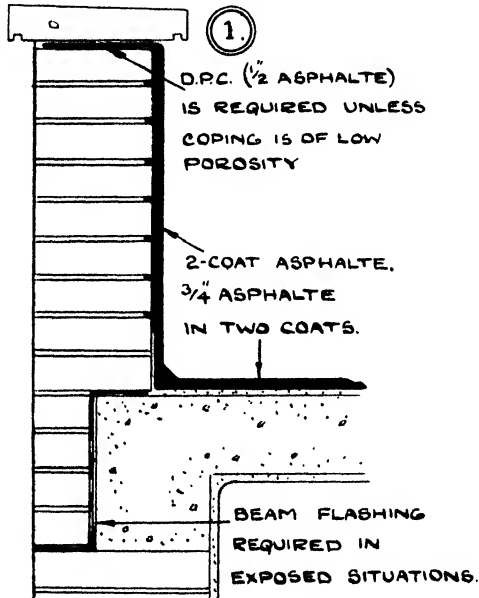 1.
D.P.C. (½" ASPHALTE)
IS REQUIRED UNLESS
COPING IS OF LOW
POROSITY
2-COAT ASPHALTE.
3/4" ASPHALTE
IN TWO COATS.
BEAM FLASHING
REQUIRED IN
EXPOSED SITUATIONS.